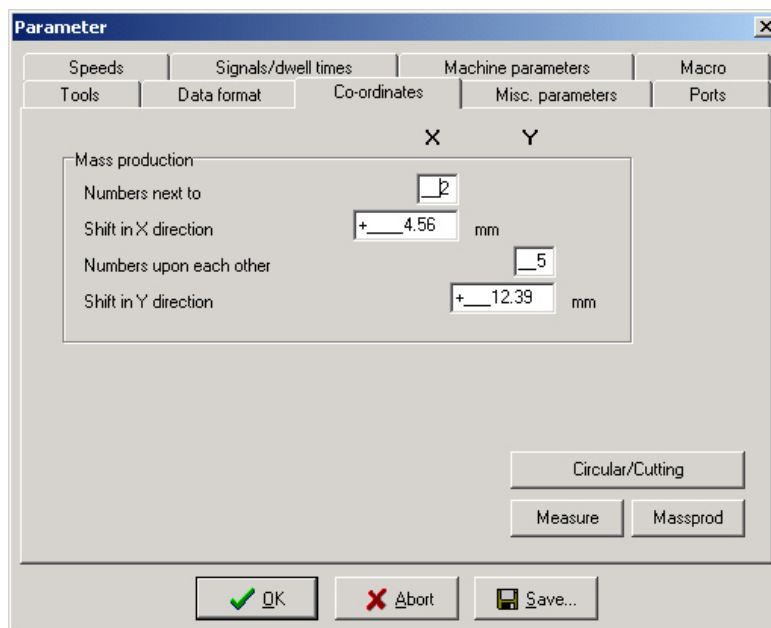 Parameter
Speeds Signals/dwell times Machine parameters Macro
Tools Data format Co-ordinates Misc. parameters Ports
X Y
Mass production
Numbers next to __2
Shift in X direction +____4.56 mm
Numbers upon each other __5
Shift in Y direction +___12.39 mm
Circular/Cutting
Measure Massprod
OK Abort Save...